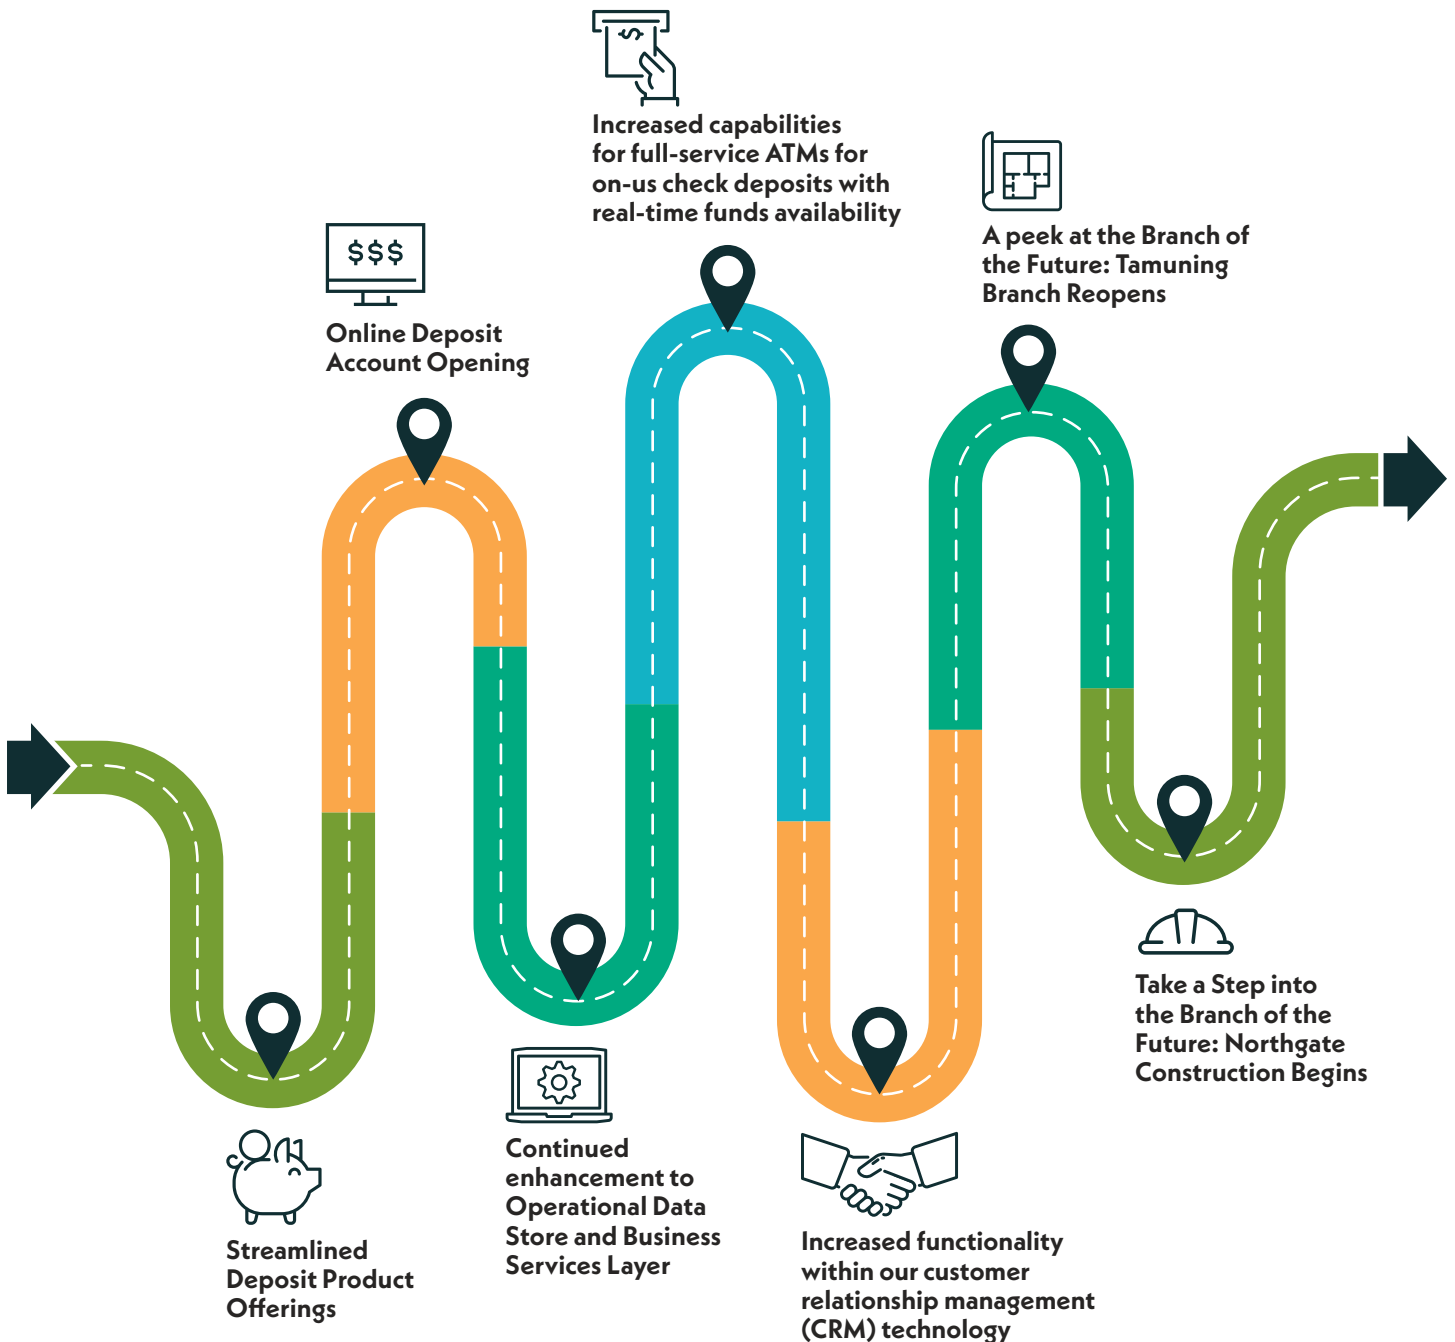 $
Increased capabilities
for full-service ATMs for
on-us check deposits with
real-time funds availability
A peek at the Branch of
the Future: Tamuning
Branch Reopens
$$$
Online Deposit
Account Opening
Take a Step into
the Branch of the
Future: Northgate
Construction Begins
Continued
enhancement to
Operational Data
Store and Business
Services Layer
Streamlined
Deposit Product
Offerings
Increased functionality
within our customer
relationship management
(CRM) technology